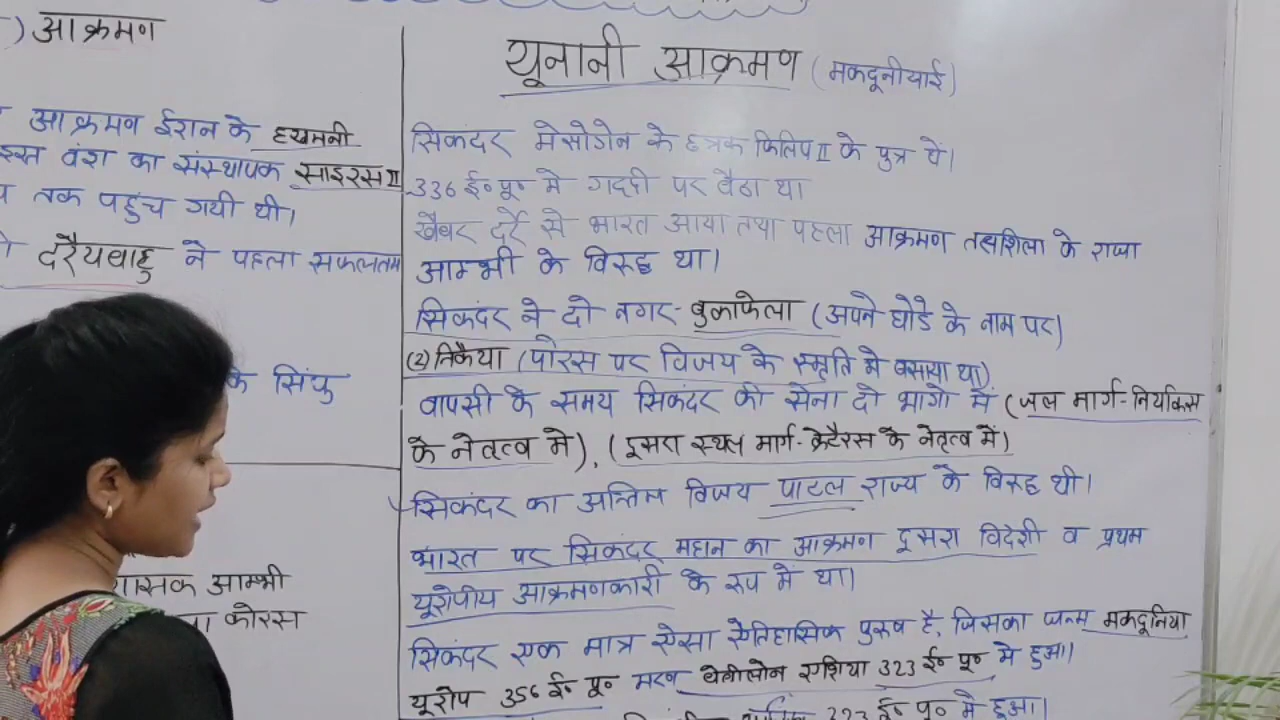 ) आक्रमण
आक्रमण ईरान के हखमनी
इस वंश का संस्थापक साइरस II
तक पहुंच गयी थी।
दरैयवाहु ने पहला सफलतम
के सिंधु
आम्भी
कोरस
यूनानी आक्रमण (मकदूनीयाई)
सिकंदर मेसोगेन के क्षत्रक फिलिप II के पुत्र थे।
336 ई० पू० मे गद्दी पर बैठा था
खैबर दर्रे से भारत आया तथा पहला आक्रमण तक्षशिला के राजा
आम्भी के विरुद्ध था।
सिकंदर ने दो नगर - बुकाफेला (अपने घोडे के नाम पर)
(2) निकैया (पोरस पर विजय के स्मृति मे बसाया था)
वापसी के समय सिकंदर की सेना दो भागो में (जल मार्ग - निर्याकस
के नेतृत्व मे), (दूसरा स्थल मार्ग - क्रेटैरस के नेतृत्व में)
सिकंदर का अन्तिम विजय पाटल राज्य के विरुद्ध थी।
भारत पर सिकंदर महान का आक्रमण दूसरा विदेशी व प्रथम
यूरोपीय आक्रमणकारी के रुप में था।
सिकंदर एक मात्र ऐसा ऐतिहासिक पुरुष है, जिसका जन्म मकदूनिया
यूरोप 356 ई० पू० मरण बेबीलोन एशिया 323 ई० पू० मे हुआ।
323 ई० पू० मे हुआ।